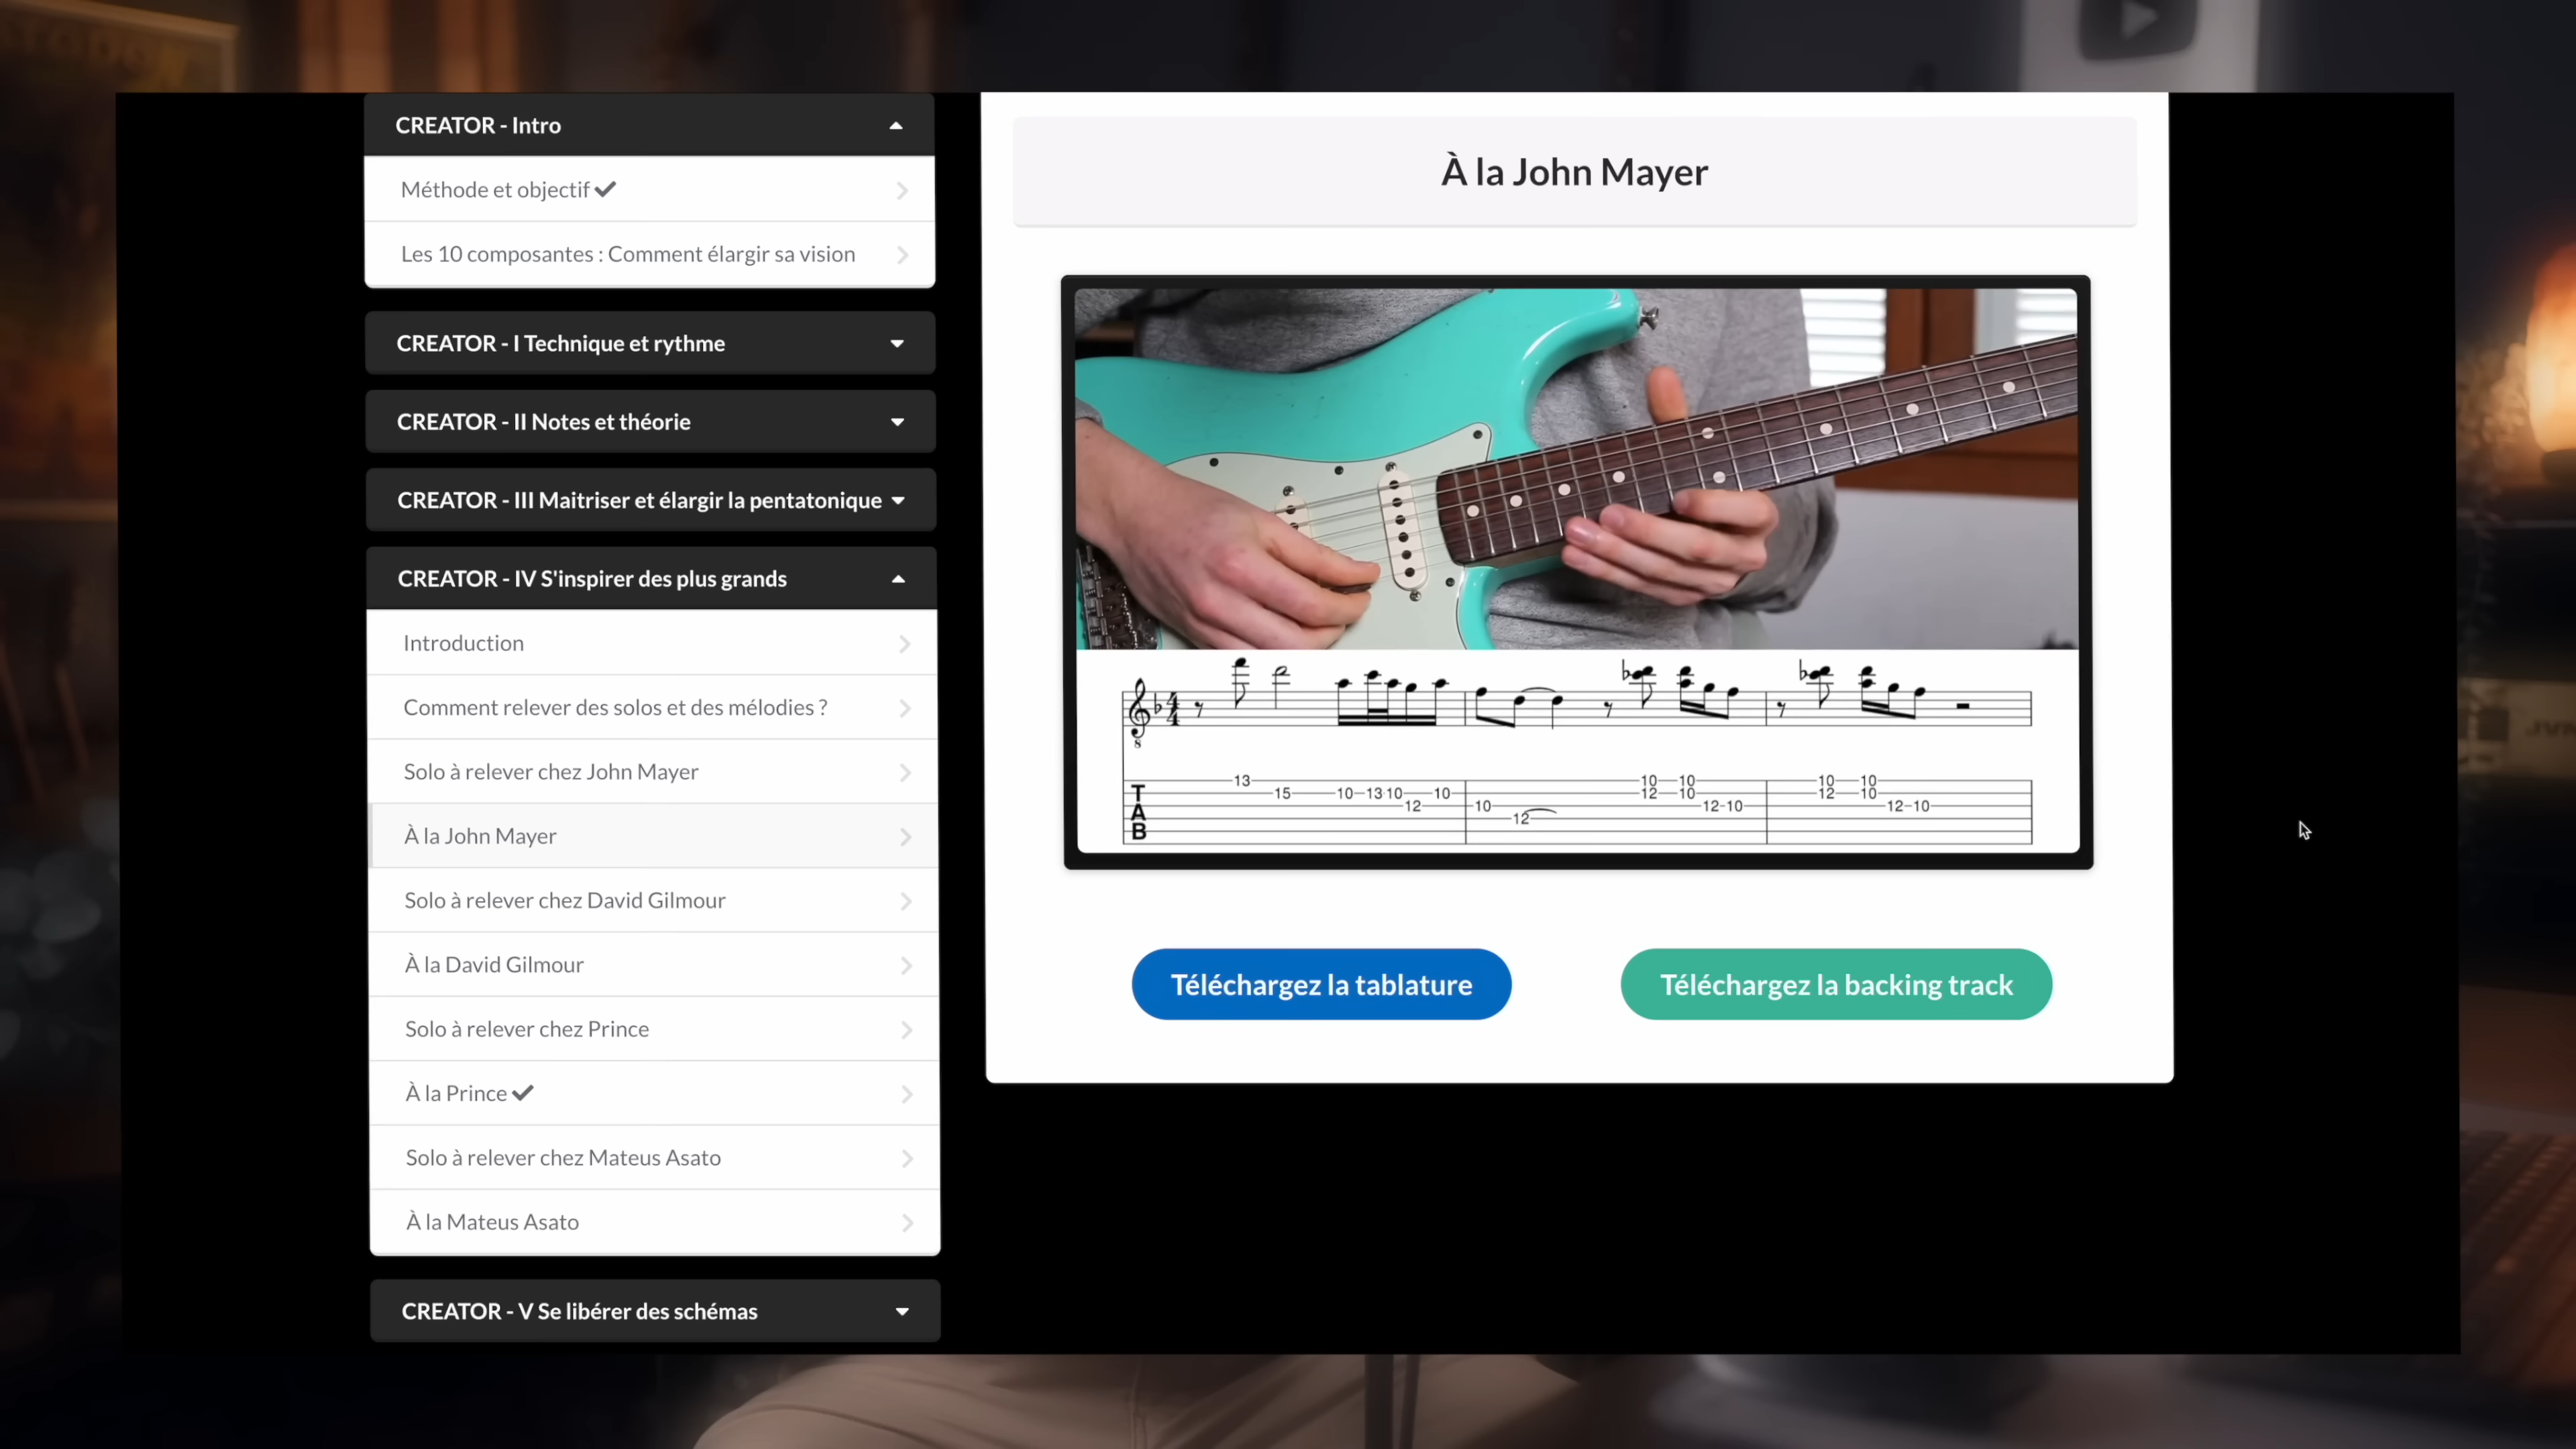 CREATOR - Intro
Méthode et objectif
Les 10 composantes : Comment élargir sa vision
CREATOR - I Technique et rythme
CREATOR - II Notes et théorie
CREATOR - III Maitriser et élargir la pentatonique
CREATOR - IV S'inspirer des plus grands
Introduction
Comment relever des solos et des mélodies ?
Solo à relever chez John Mayer
À la John Mayer
Solo à relever chez David Gilmour
À la David Gilmour
Solo à relever chez Prince
À la Prince
Solo à relever chez Mateus Asato
À la Mateus Asato
CREATOR - V Se libérer des schémas
À la John Mayer
4
4
8
13 10 10 10 10
T 15 10 13 10 10 12 10 12 10
A 12 10 12 10 12 10
12
B
Téléchargez la tablature
Téléchargez la backing track